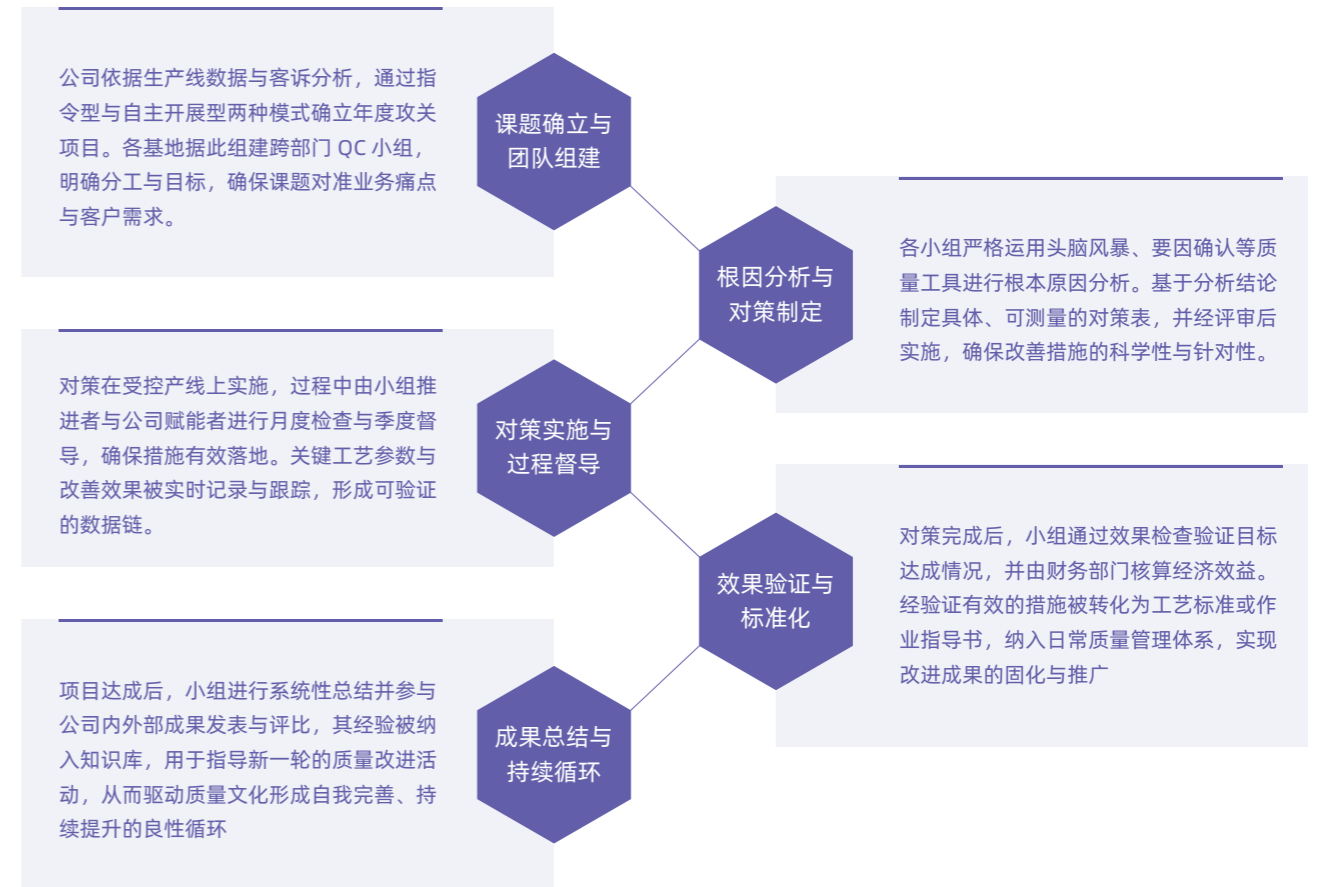 课题确立与
团队组建
公司依据生产线数据与客诉分析，通过指
令型与自主开展型两种模式确立年度攻关
项目。各基地据此组建跨部门 QC 小组，
明确分工与目标，确保课题对准业务痛点
与客户需求。
根因分析与
对策制定
各小组严格运用头脑风暴、要因确认等质
量工具进行根本原因分析。基于分析结论
制定具体、可测量的对策表，并经评审后
实施，确保改善措施的科学性与针对性。
对策实施与
过程督导
对策在受控产线上实施，过程中由小组推
进者与公司赋能者进行月度检查与季度督
导，确保措施有效落地。关键工艺参数与
改善效果被实时记录与跟踪，形成可验证
的数据链。
效果验证与
标准化
对策完成后，小组通过效果检查验证目标
达成情况，并由财务部门核算经济效益。
经验证有效的措施被转化为工艺标准或作
业指导书，纳入日常质量管理体系，实现
改进成果的固化与推广
成果总结与
持续循环
项目达成后，小组进行系统性总结并参与
公司内外部成果发表与评比，其经验被纳
入知识库，用于指导新一轮的质量改进活
动，从而驱动质量文化形成自我完善、持
续提升的良性循环